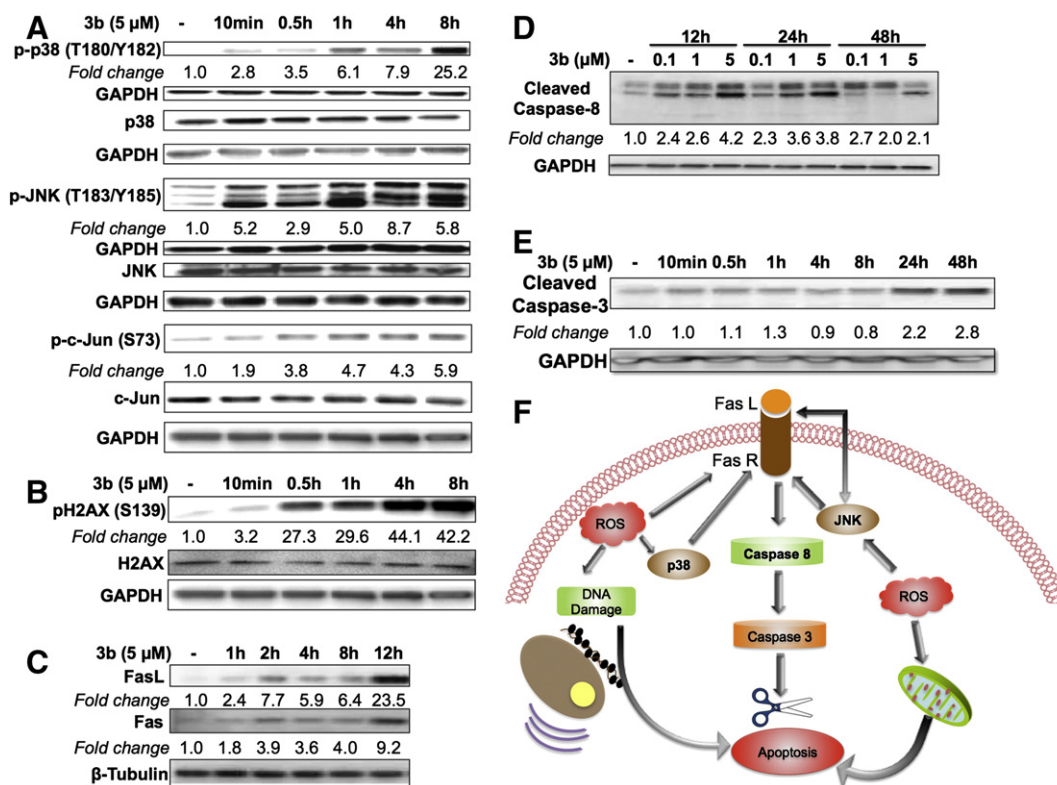 A
3b (5 µM) - 10min 0.5h 1h 4h 8h
p-p38 (T180/Y182)
Fold change 1.0 2.8 3.5 6.1 7.9 25.2
GAPDH
p38
GAPDH
p-JNK (T183/Y185)
Fold change 1.0 5.2 2.9 5.0 8.7 5.8
GAPDH
JNK
GAPDH
p-c-Jun (S73)
Fold change 1.0 1.9 3.8 4.7 4.3 5.9
c-Jun
GAPDH
B
3b (5 µM) - 10min 0.5h 1h 4h 8h
pH2AX (S139)
Fold change 1.0 3.2 27.3 29.6 44.1 42.2
H2AX
GAPDH
C
3b (5 µM) - 1h 2h 4h 8h 12h
FasL
Fold change 1.0 2.4 7.7 5.9 6.4 23.5
Fas
Fold change 1.0 1.8 3.9 3.6 4.0 9.2
β-Tubulin
D
12h 24h 48h
3b (µM) - 0.1 1 5 0.1 1 5 0.1 1 5
Cleaved
Caspase-8
Fold change 1.0 2.4 2.6 4.2 2.3 3.6 3.8 2.7 2.0 2.1
GAPDH
E
3b (5 µM) - 10min 0.5h 1h 4h 8h 24h 48h
Cleaved
Caspase-3
Fold change 1.0 1.0 1.1 1.3 0.9 0.8 2.2 2.8
GAPDH
F
Fas L
Fas R
ROS
JNK
p38
Caspase 8
DNA
Damage
ROS
Caspase 3
Apoptosis